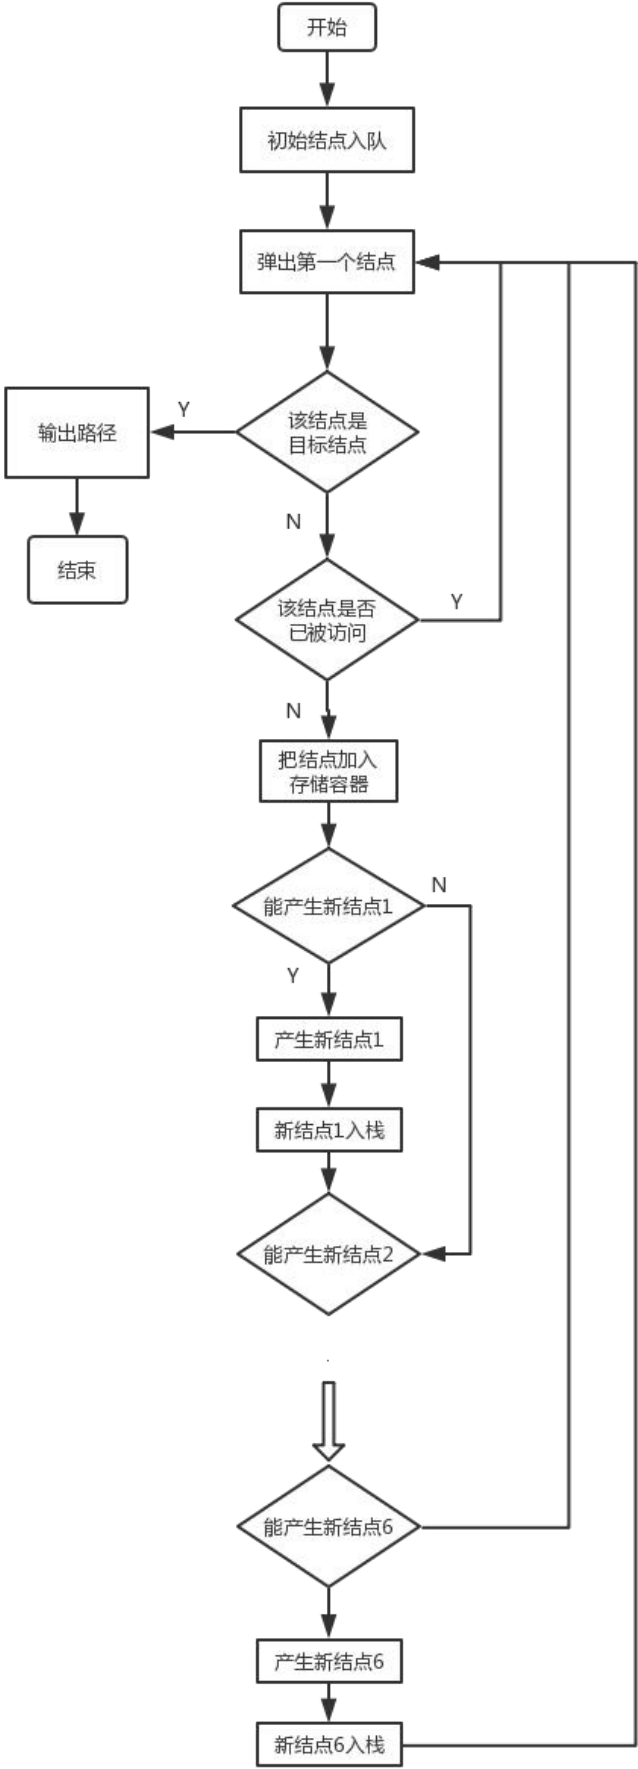 开始
初始结点入队
弹出第一个结点
该结点是
目标结点
Y
输出路径
结束
N
该结点是否
已被访问
Y
N
把结点加入
存储容器
能产生新结点1
N
Y
产生新结点1
新结点1入栈
能产生新结点2
能产生新结点6
产生新结点6
新结点6入栈